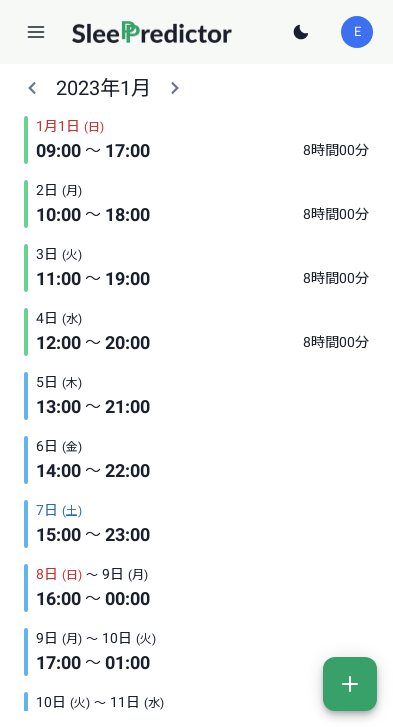 SleePPredictor
E
2023年1月
1月1日 (日)
09:00 〜 17:00 8時間00分
2日 (月)
10:00 〜 18:00 8時間00分
3日 (火)
11:00 〜 19:00 8時間00分
4日 (水)
12:00 〜 20:00 8時間00分
5日 (木)
13:00 〜 21:00
6日 (金)
14:00 〜 22:00
7日 (土)
15:00 〜 23:00
8日 (日) 〜 9日 (月)
16:00 〜 00:00
9日 (月) 〜 10日 (火)
17:00 〜 01:00
10日 (火) 〜 11日 (水)